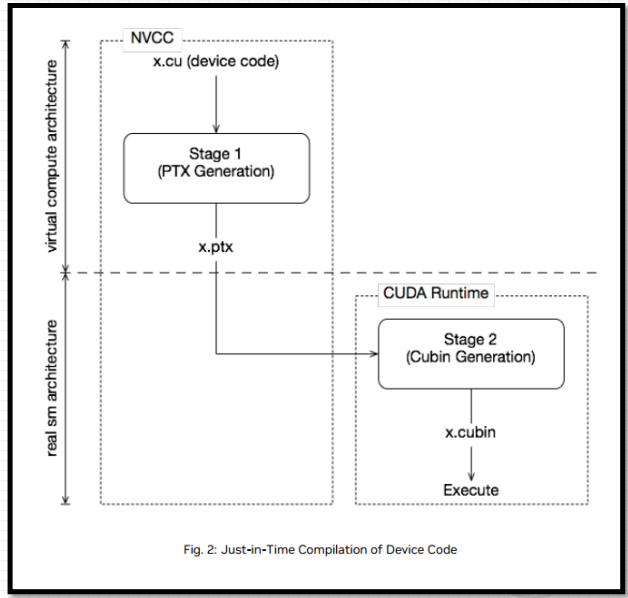 NVCC
x.cu (device code)
Stage 1
(PTX Generation)
x.ptx
virtual compute architecture
real sm architecture
CUDA Runtime
Stage 2
(Cubin Generation)
x.cubin
Execute
Fig. 2: Just-in-Time Compilation of Device Code